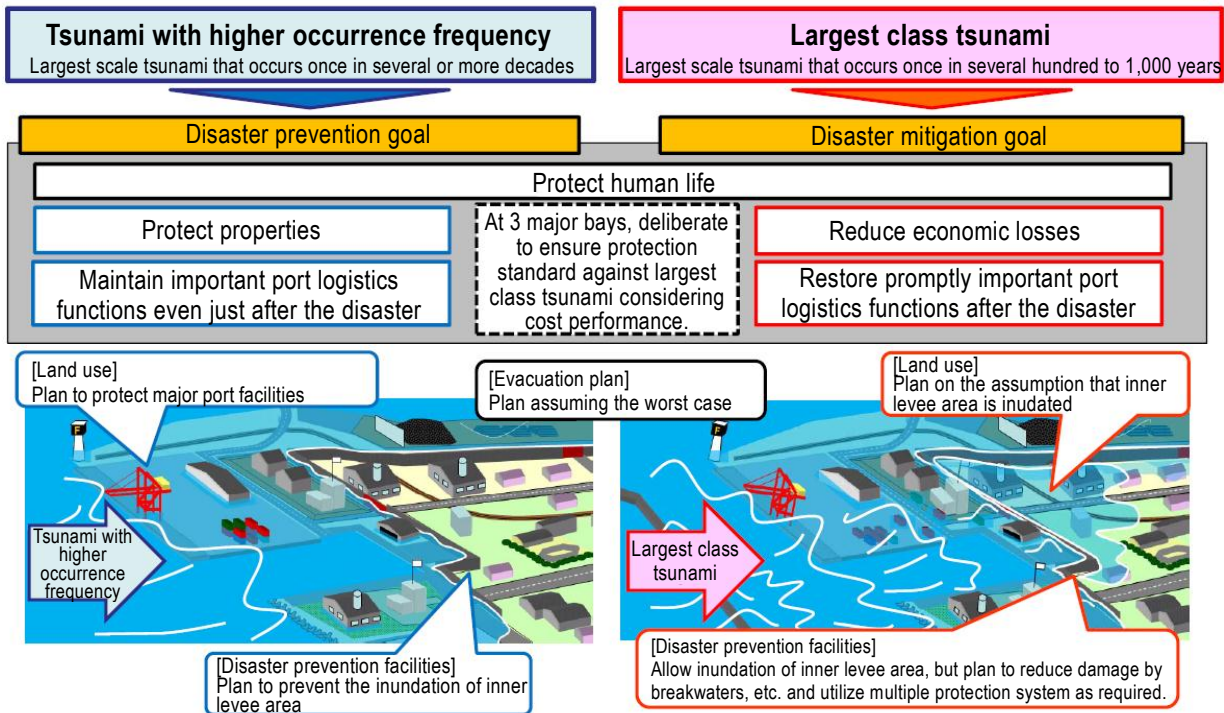 Tsunami with higher occurrence frequency
Largest scale tsunami that occurs once in several or more decades
Largest class tsunami
Largest scale tsunami that occurs once in several hundred to 1,000 years
Disaster prevention goal
Disaster mitigation goal
Protect human life
Protect properties
Maintain important port logistics
functions even just after the disaster
At 3 major bays, deliberate
to ensure protection
standard against largest
class tsunami considering
cost performance.
Reduce economic losses
Restore promptly important port
logistics functions after the disaster
[Land use]
Plan to protect major port facilities
[Evacuation plan]
Plan assuming the worst case
[Land use]
Plan on the assumption that inner
levee area is inudated
F
Tsunami with
higher
occurrence
frequency
[Disaster prevention facilities]
Plan to prevent the inundation of inner
levee area
F
Largest class
tsunami
[Disaster prevention facilities]
Allow inundation of inner levee area, but plan to reduce damage by
breakwaters, etc. and utilize multiple protection system as required.